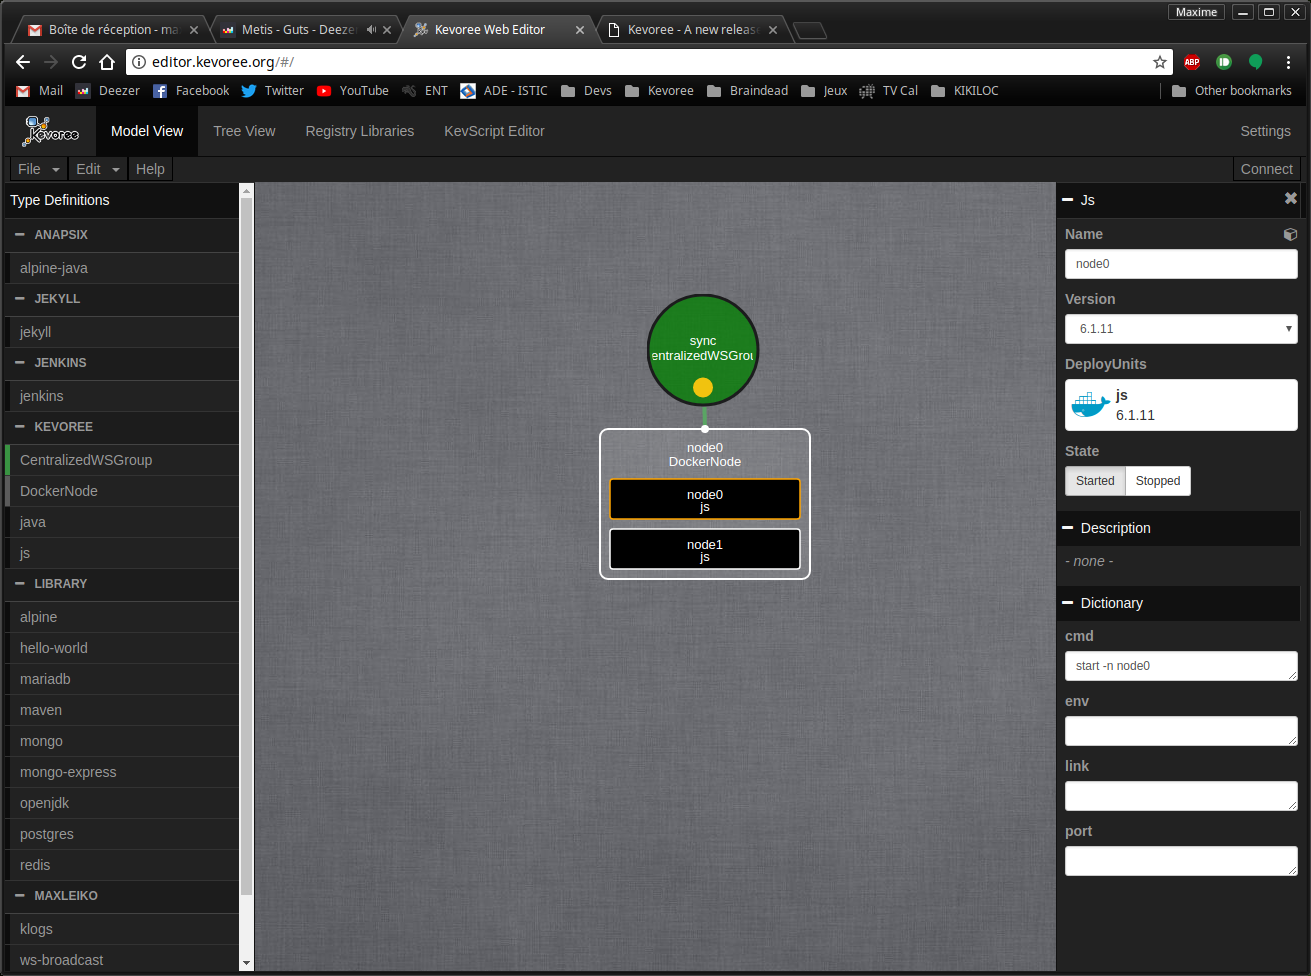 Maxime
Boîte de réception - ma
Metis - Guts - Deezer
Kevoree Web Editor
Kevoree - A new release
editor.kevoree.org/#/
ABP
Mail
Deezer
Facebook
Twitter
YouTube
ENT
ADE - ISTIC
Devs
Kevoree
Braindead
Jeux
TV Cal
KIKILOC
Other bookmarks
Kevoree
Model View
Tree View
Registry Libraries
KevScript Editor
Settings
File
Edit
Help
Connect
Type Definitions
ANAPSIX
alpine-java
JEKYLL
jekyll
JENKINS
jenkins
KEVOREE
CentralizedWSGroup
DockerNode
java
js
LIBRARY
alpine
hello-world
mariadb
maven
mongo
mongo-express
openjdk
postgres
redis
MAXLEIKO
klogs
ws-broadcast
sync
entralizedWSGrou
node0
DockerNode
node0
js
node1
js
Js
Name
node0
Version
6.1.11
DeployUnits
js
6.1.11
State
Started
Stopped
Description
- none -
Dictionary
cmd
start -n node0
env
link
port